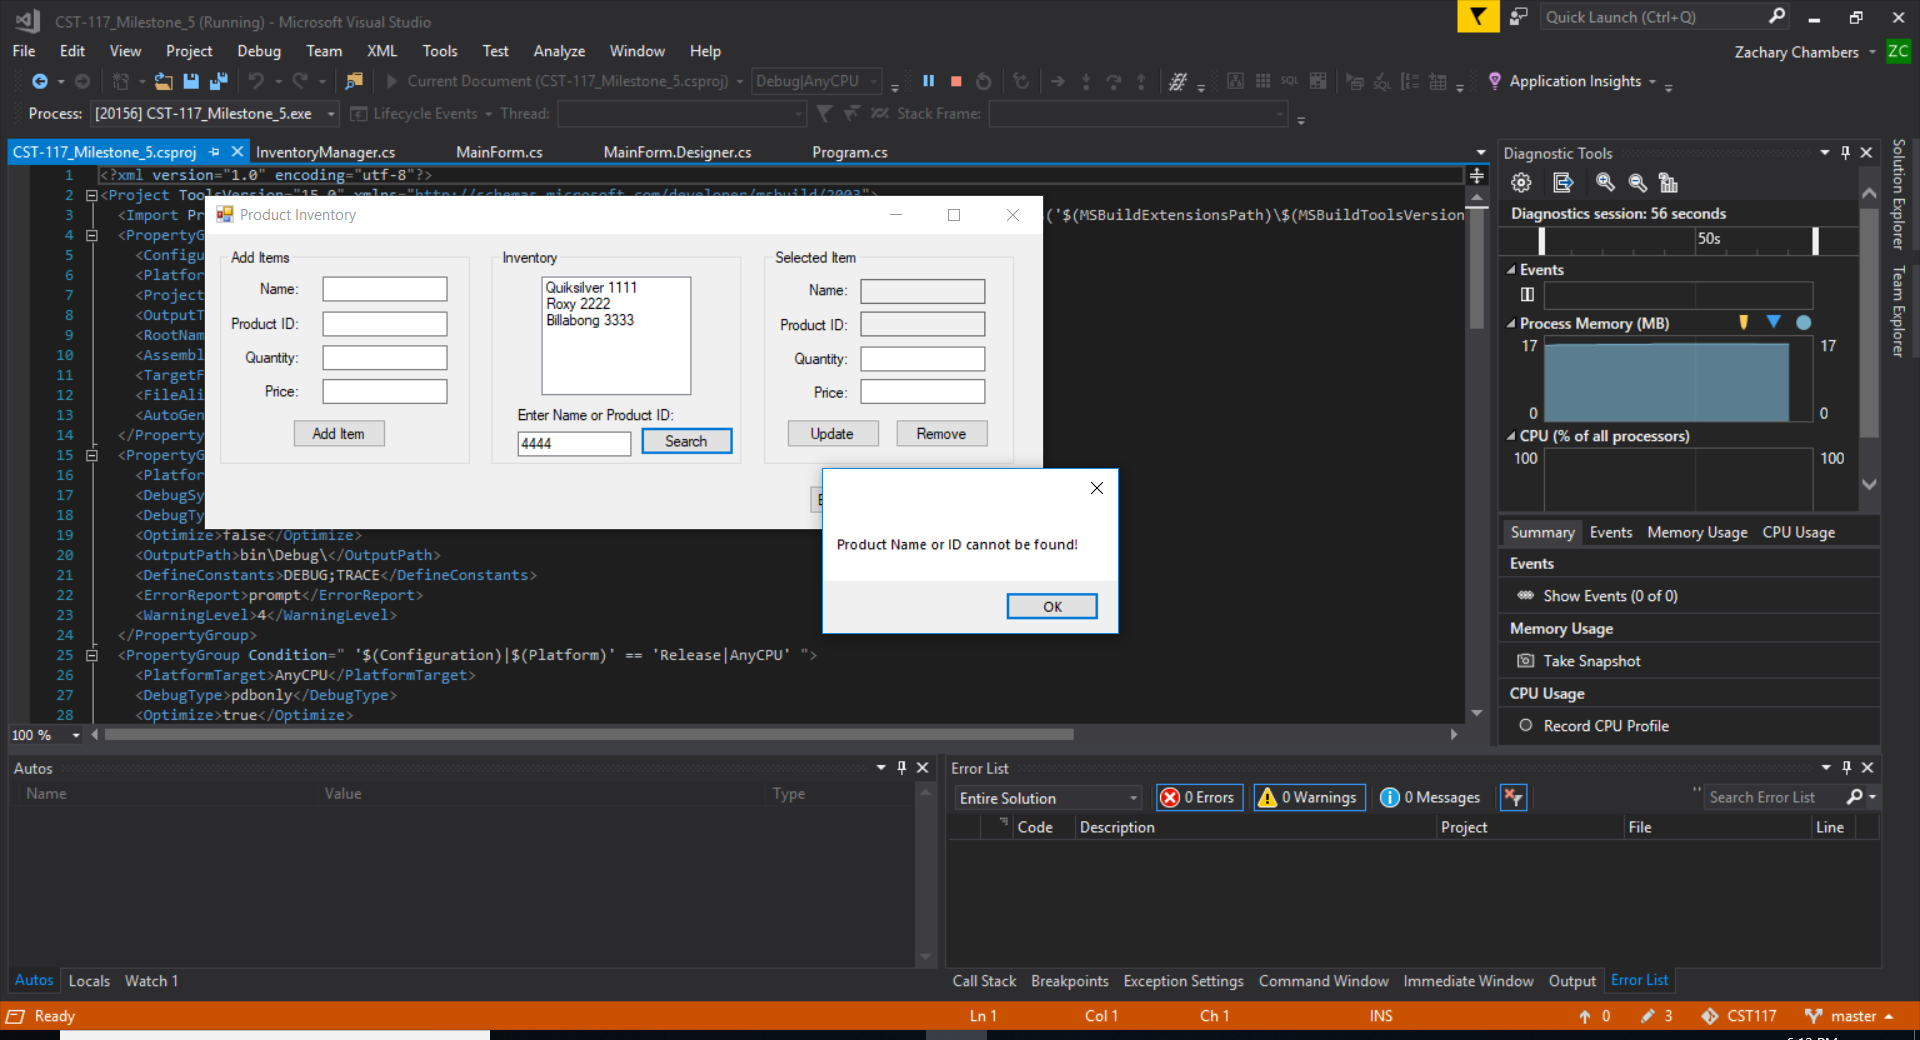 CST-117_Milestone_5 (Running) - Microsoft Visual Studio
Quick Launch (Ctrl+Q)
File Edit View Project Debug Team XML Tools Test Analyze Window Help
Zachary Chambers ZC
Current Document (CST-117_Milestone_5.csproj) Debug|AnyCPU
SQL
Application Insights
Process: [20156] CST-117_Milestone_5.exe Lifecycle Events Thread: Stack Frame:
CST-117_Milestone_5.csproj InventoryManager.cs MainForm.cs MainForm.Designer.cs Program.cs
1 <?xml version="1.0" encoding="utf-8"?>
2 <Project ToolsVersion="15.0" xmlns="http://schemas.microsoft.com/developer/msbuild/2003">
3 <Import Pr ('$(MSBuildExtensionsPath)\$(MSBuildToolsVersion
4 <PropertyG
5 <Configu
6 <Platfor
7 <Project
8 <OutputT
9 <RootNam
10 <Assembl
11 <TargetF
12 <FileAli
13 <AutoGen
14 </Property
15 <PropertyG
16 <Platfor
17 <DebugSy
18 <DebugTy
19 <Optimize>false</Optimize>
20 <OutputPath>bin\Debug\</OutputPath>
21 <DefineConstants>DEBUG;TRACE</DefineConstants>
22 <ErrorReport>prompt</ErrorReport>
23 <WarningLevel>4</WarningLevel>
24 </PropertyGroup>
25 <PropertyGroup Condition=" '$(Configuration)|$(Platform)' == 'Release|AnyCPU' ">
26 <PlatformTarget>AnyCPU</PlatformTarget>
27 <DebugType>pdbonly</DebugType>
28 <Optimize>true</Optimize>
100 %
Product Inventory
Add Items
Name:
Product ID:
Quantity:
Price:
Add Item
Inventory
Quiksilver 1111
Roxy 2222
Billabong 3333
Enter Name or Product ID:
4444 Search
Selected Item
Name:
Product ID:
Quantity:
Price:
Update Remove
Product Name or ID cannot be found!
OK
Diagnostic Tools
Diagnostics session: 56 seconds
50s
Events
Process Memory (MB)
17 17
0 0
CPU (% of all processors)
100 100
Summary Events Memory Usage CPU Usage
Events
Show Events (0 of 0)
Memory Usage
Take Snapshot
CPU Usage
Record CPU Profile
Solution Explorer
Team Explorer
Autos
Name Value Type
Autos Locals Watch 1
Error List
Entire Solution 0 Errors 0 Warnings 0 Messages Search Error List
Code Description Project File Line
Call Stack Breakpoints Exception Settings Command Window Immediate Window Output Error List
Ready Ln 1 Col 1 Ch 1 INS 0 3 CST117 master